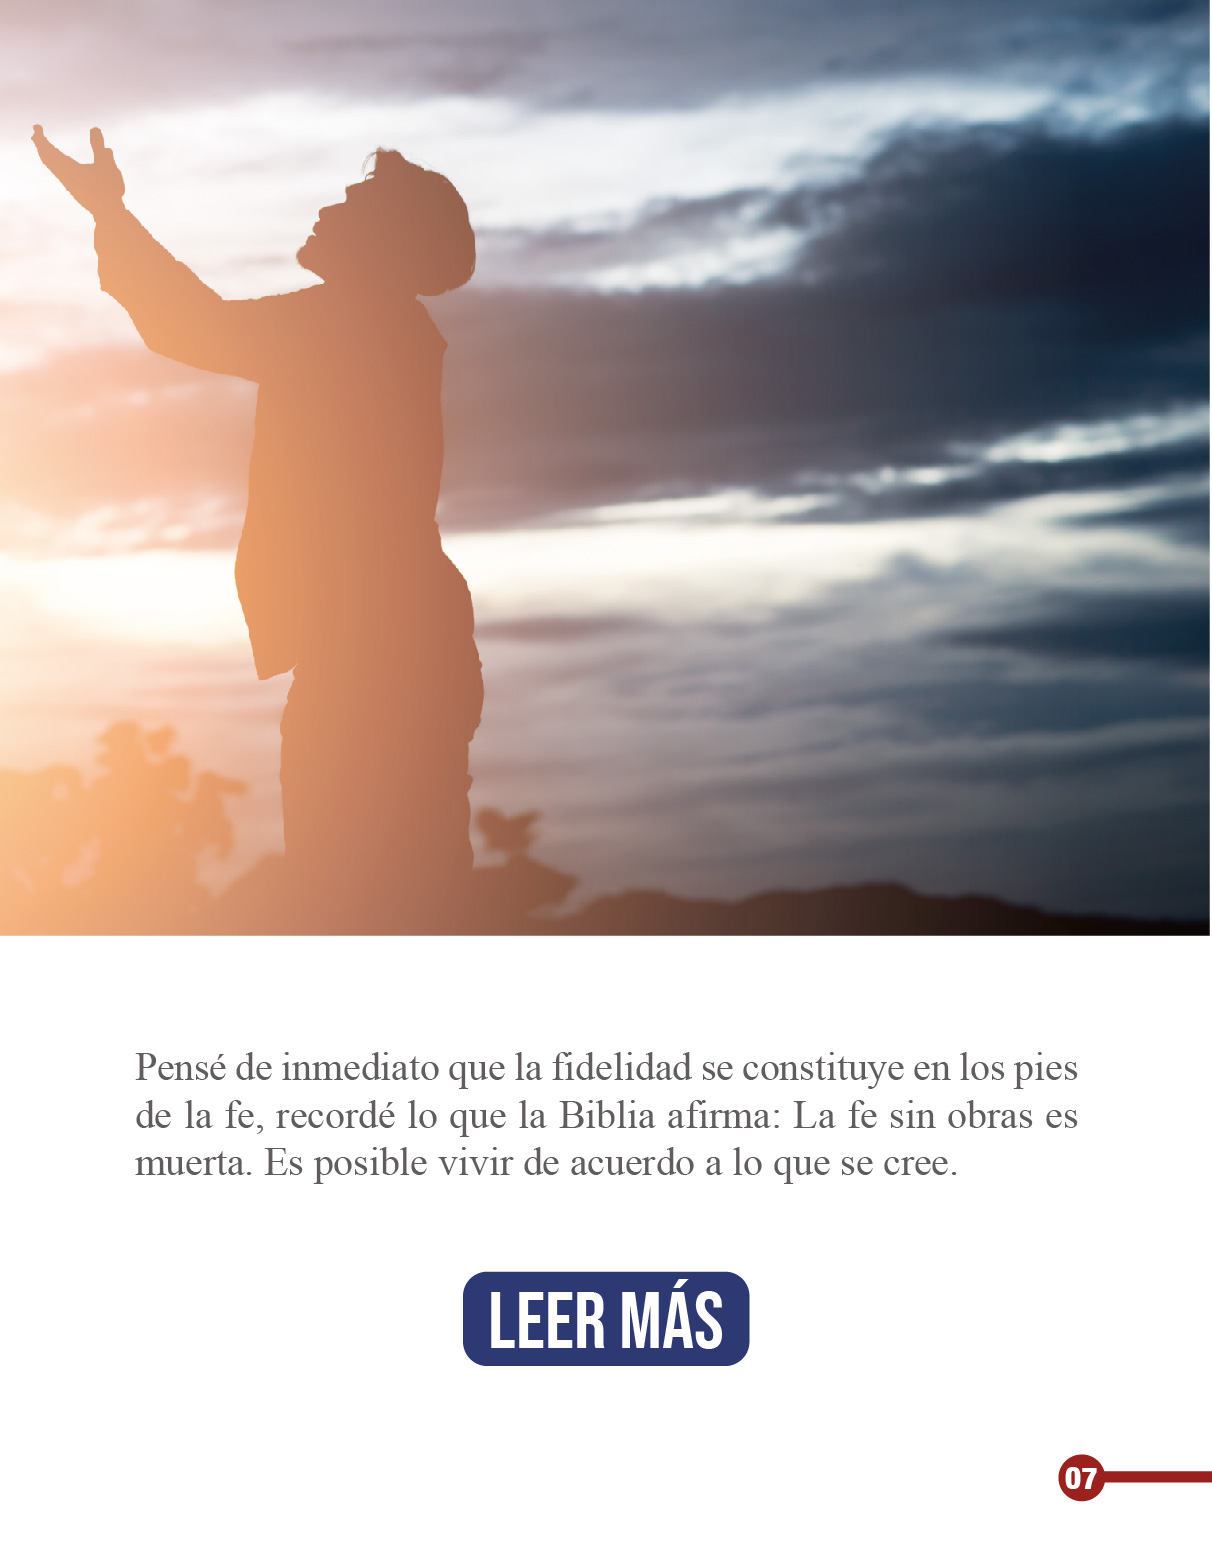 Pensé de inmediato que la fidelidad se constituye en los pies
de la fe, recordé lo que la Biblia afirma: La fe sin obras es
muerta. Es posible vivir de acuerdo a lo que se cree.
LEER MÁS
07